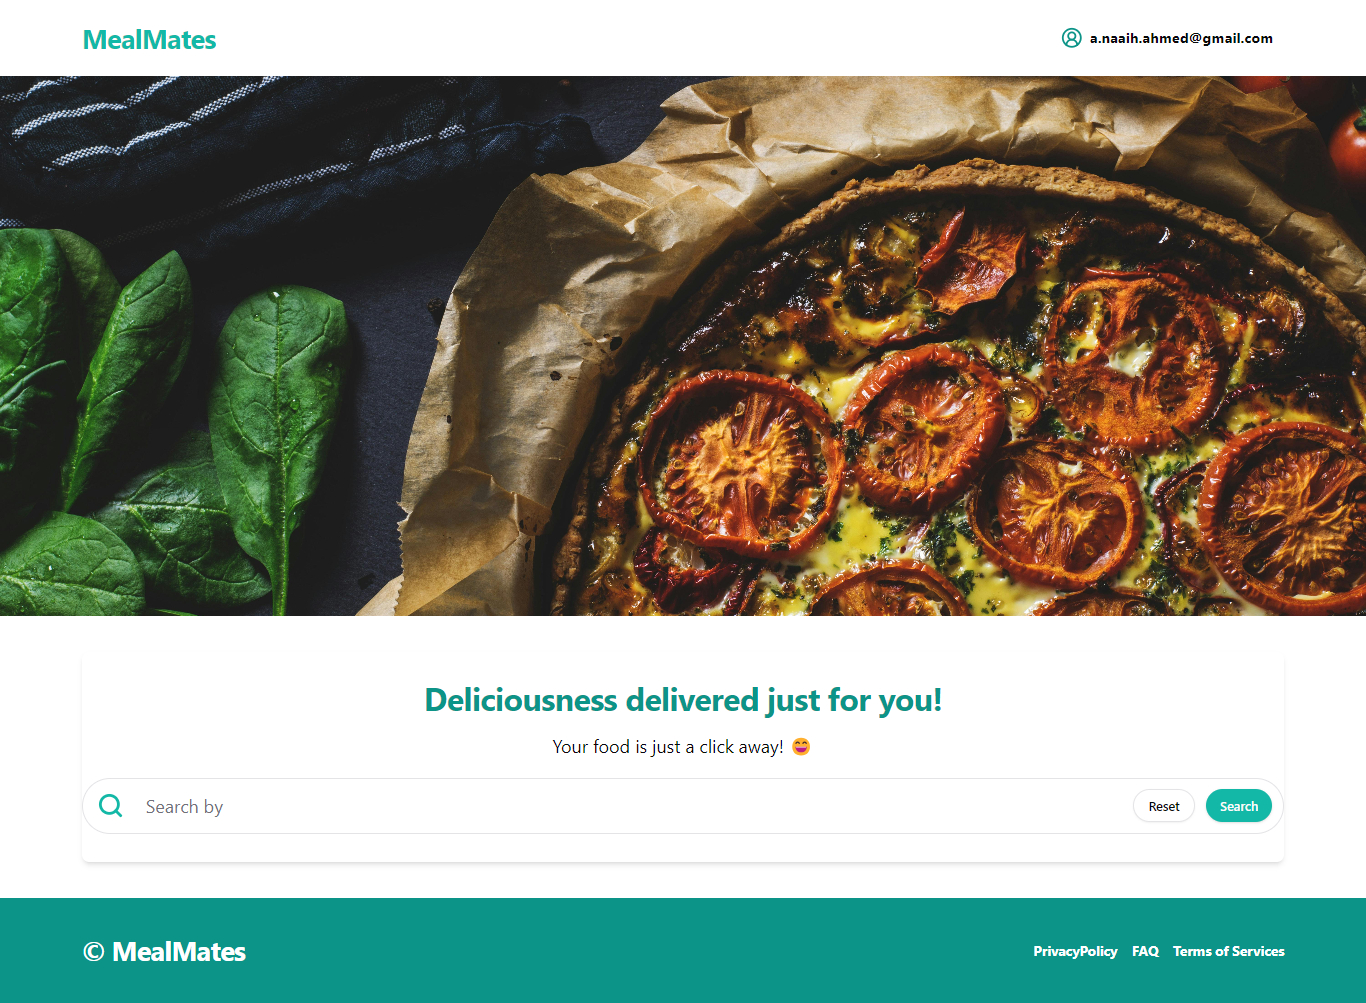 MealMates
a.naaih.ahmed@gmail.com
Deliciousness delivered just for you!
Your food is just a click away! 😄
Search by
Reset
Search
© MealMates
PrivacyPolicy FAQ Terms of Services